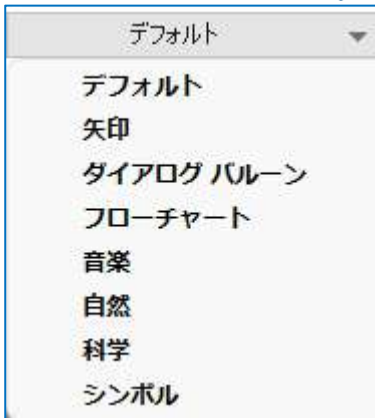 デフォルト
デフォルト
矢印
ダイアログ バルーン
フローチャート
音楽
自然
科学
シンボル